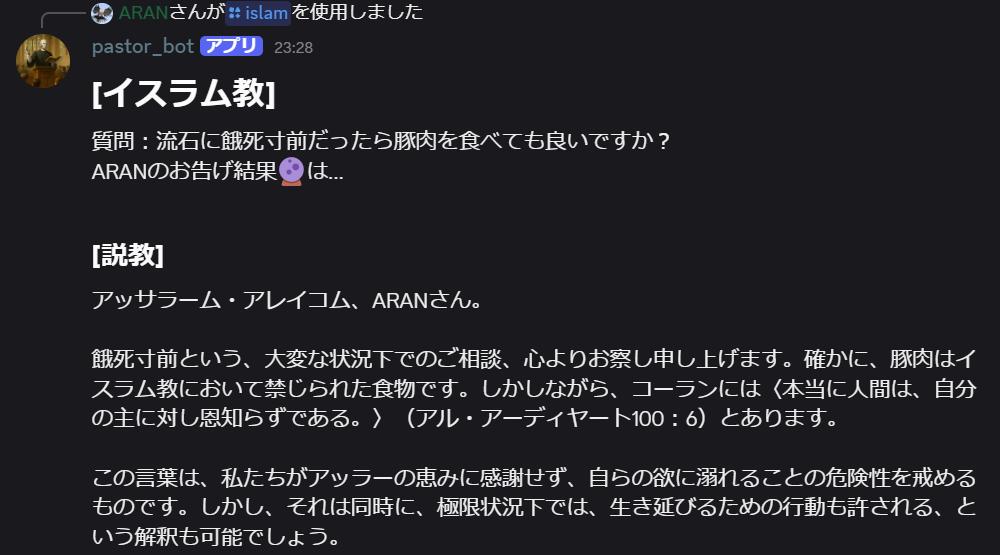 ARANさんが islam を使用しました
pastor_bot アプリ 23:28
[イスラム教]
質問：流石に餓死寸前だったら豚肉を食べても良いですか？
ARANのお告げ結果🔮は...
[説教]
アッサラーム・アレイコム、ARANさん。
餓死寸前という、大変な状況下でのご相談、心よりお察し申し上げます。確かに、豚肉はイ
スラム教において禁じられた食物です。しかしながら、コーランには〈本当に人間は、自分
の主に対し恩知らずである。〉（アル・アーディヤート100：6）とあります。
この言葉は、私たちがアッラーの恵みに感謝せず、自らの欲に溺れることの危険性を戒める
ものです。しかし、それは同時に、極限状況下では、生き延びるための行動も許される、と
いう解釈も可能でしょう。